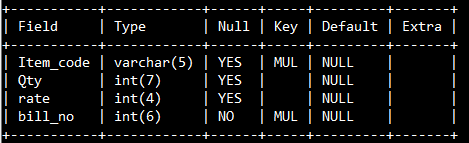 +-----------+------------+------+-----+---------+-------+
| Field     | Type       | Null | Key | Default | Extra |
+-----------+------------+------+-----+---------+-------+
| Item_code | varchar(5) | YES  | MUL | NULL    |       |
| Qty       | int(7)     | YES  |     | NULL    |       |
| rate      | int(4)     | YES  |     | NULL    |       |
| bill_no   | int(6)     | NO   | MUL | NULL    |       |
+-----------+------------+------+-----+---------+-------+